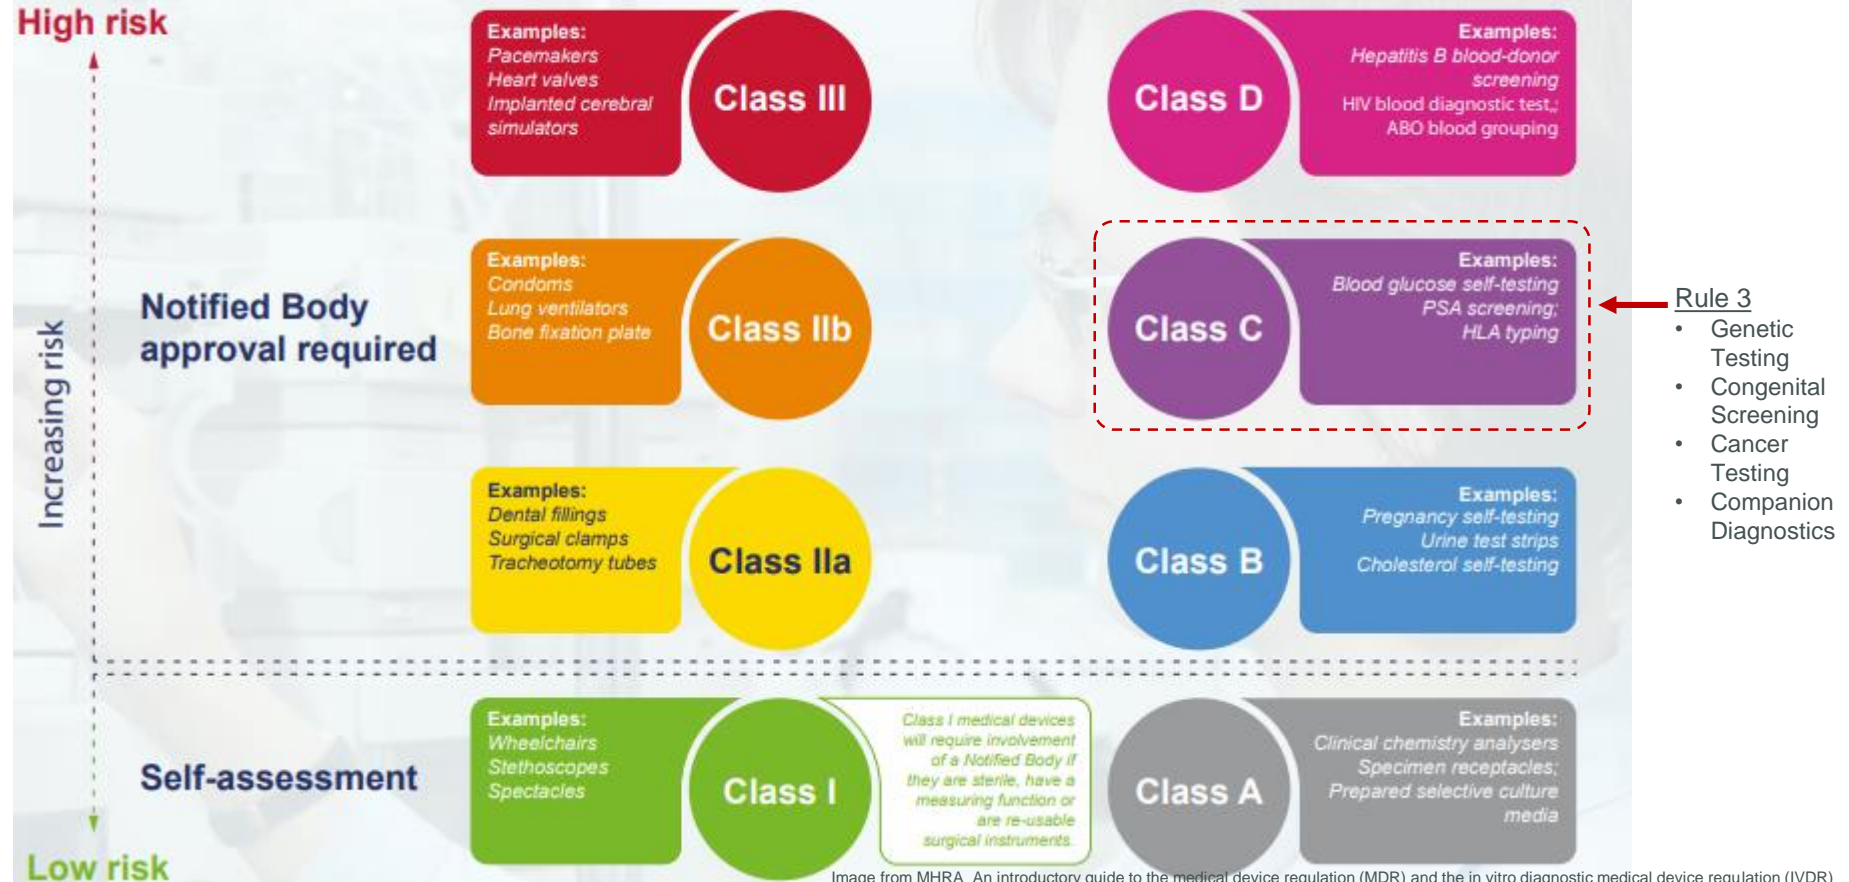 High risk
Increasing risk
Notified Body
approval required
Self-assessment
Low risk
Examples:
Pacemakers
Heart valves
Implanted cerebral
simulators
Class III
Examples:
Hepatitis B blood-donor
screening
HIV blood diagnostic test,;
ABO blood grouping
Class D
Examples:
Condoms
Lung ventilators
Bone fixation plate
Class IIb
Examples:
Blood glucose self-testing
PSA screening;
HLA typing
Class C
Rule 3
• Genetic
Testing
• Congenital
Screening
• Cancer
Testing
• Companion
Diagnostics
Examples:
Dental fillings
Surgical clamps
Tracheotomy tubes
Class IIa
Examples:
Pregnancy self-testing
Urine test strips
Cholesterol self-testing
Class B
Examples:
Wheelchairs
Stethoscopes
Spectacles
Class I
Class I medical devices
will require involvement
of a Notified Body if
they are sterile, have a
measuring function or
are re-usable
surgical instruments.
Examples:
Clinical chemistry analysers
Specimen receptacles;
Prepared selective culture
media
Class A
Image from MHRA. An introductory guide to the medical device regulation (MDR) and the in vitro diagnostic medical device regulation (IVDR)